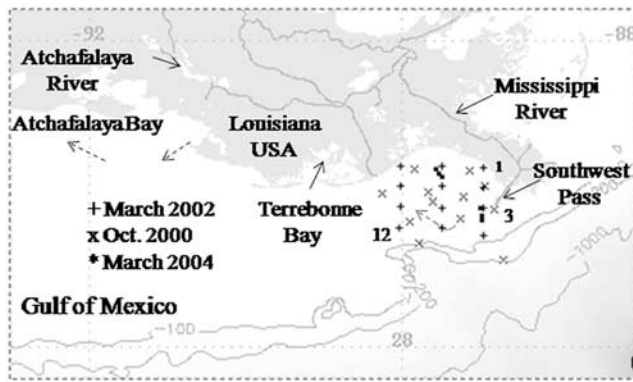 -92
-88
Atchafalaya
River
Mississippi
River
Atchafalaya Bay
Louisiana
USA
1
Southwest
Pass
+ March 2002
x Oct. 2000
* March 2004
Terrebonne
Bay
3
12
-1000
Gulf of Mexico
-100
28